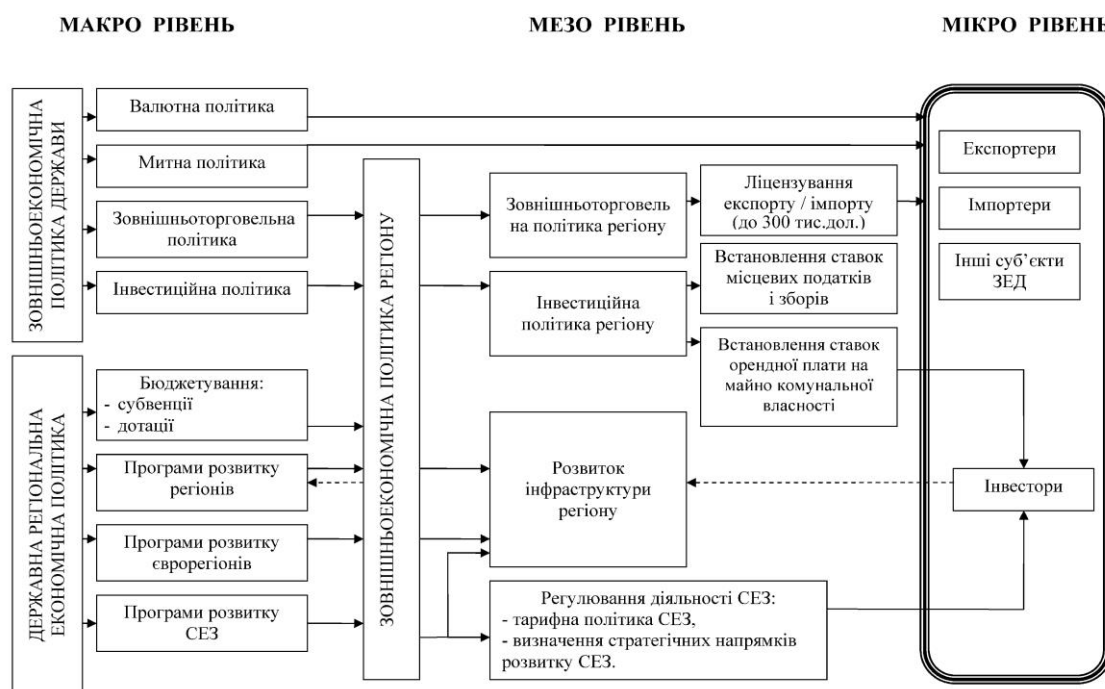 МАКРО РІВЕНЬ
МЕЗО РІВЕНЬ
МІКРО РІВЕНЬ
ЗОВНІШНЬОЕКОНОМІЧНА
ПОЛІТИКА ДЕРЖАВИ
Валютна політика
Митна політика
Зовнішньоторговельна
політика
Інвестиційна політика
ДЕРЖАВНА РЕГІОНАЛЬНА
ЕКОНОМІЧНА ПОЛІТИКА
Бюджетування:
- субвенції
- дотації
Програми розвитку
регіонів
Програми розвитку
єврорегіонів
Програми розвитку
СЕЗ
ЗОВНІШНЬОЕКОНОМІЧНА ПОЛІТИКА РЕГІОНУ
Зовнішньоторговель
на політика регіону
Інвестиційна
політика регіону
Розвиток
інфраструктури
регіону
Регулювання діяльності СЕЗ:
- тарифна політика СЕЗ,
- визначення стратегічних напрямків
розвитку СЕЗ.
Ліцензування
експорту / імпорту
(до 300 тис.дол.)
Встановлення ставок
місцевих податків
і зборів
Встановлення ставок
орендної плати на
майно комунальної
власності
Експортери
Імпортери
Інші суб’єкти
ЗЕД
Інвестори